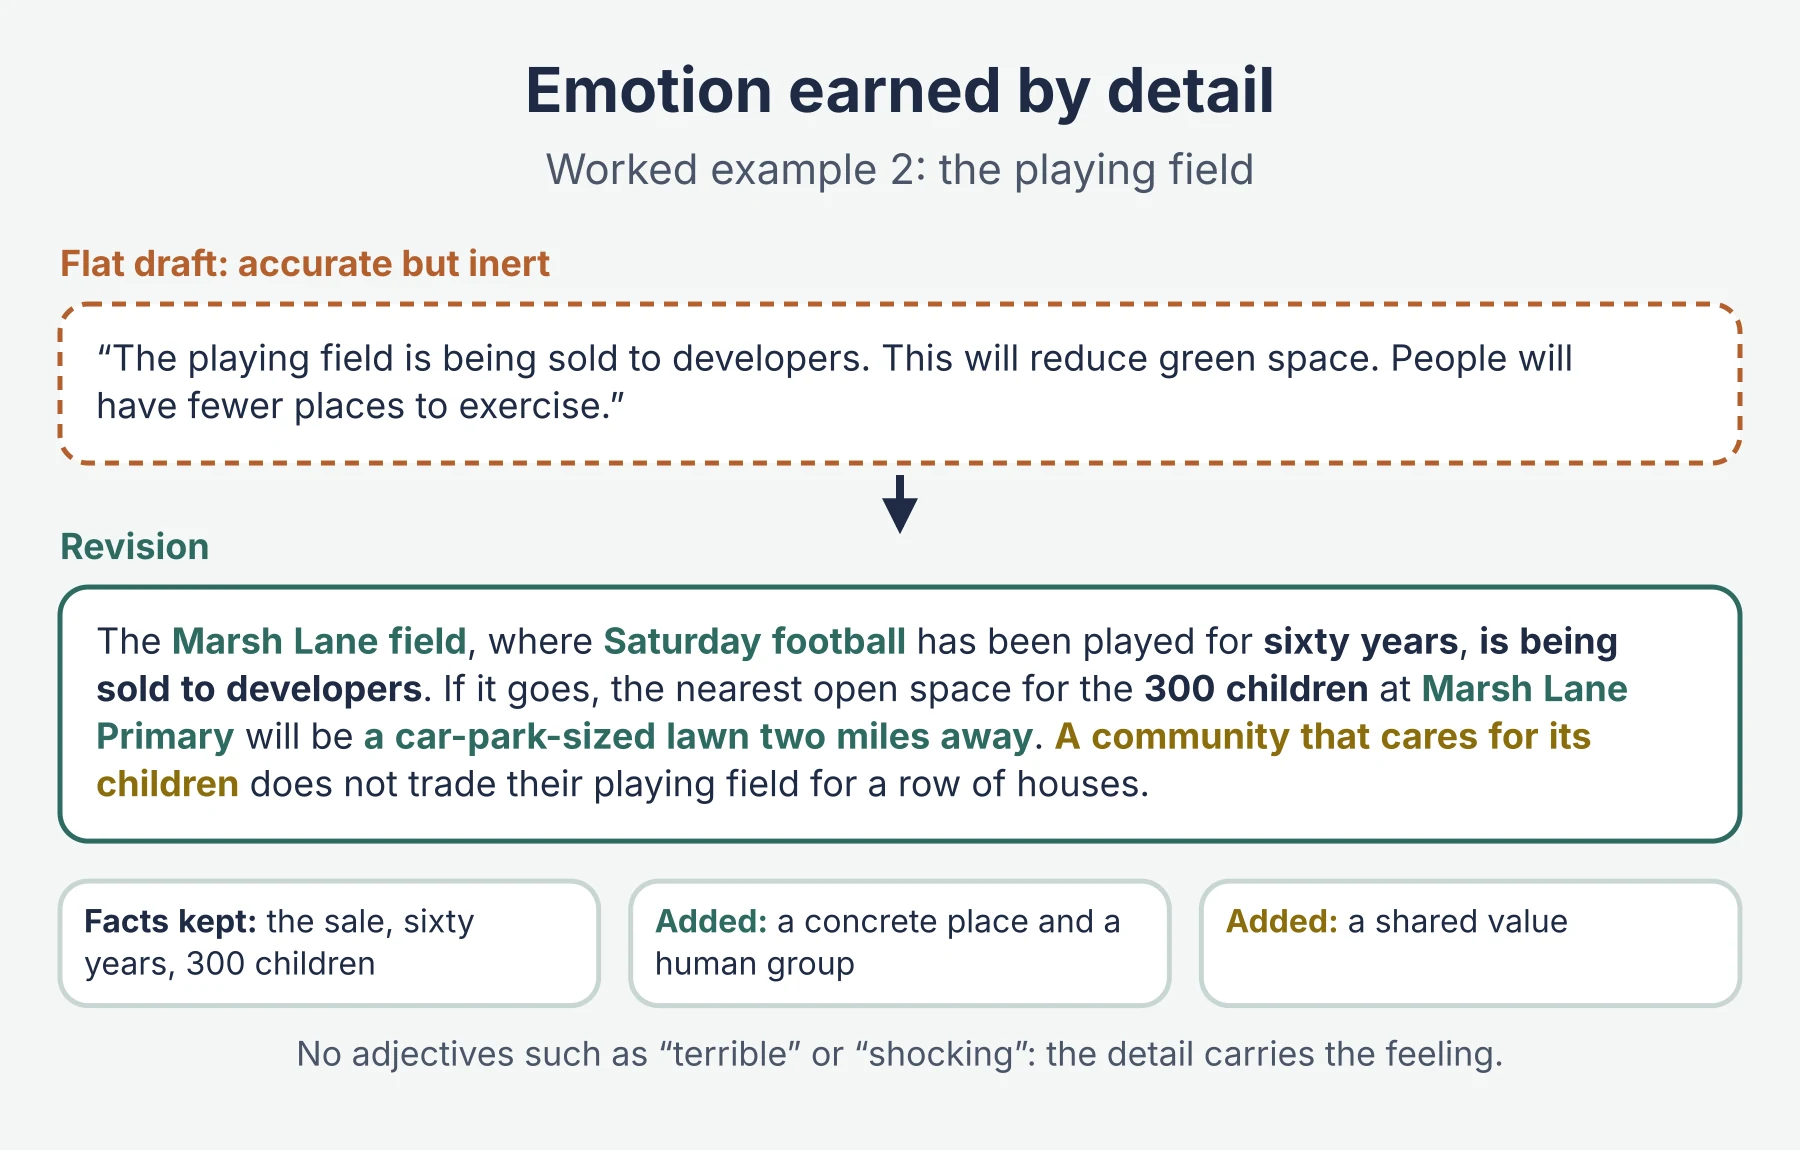 Emotion earned by detail
Worked example 2: the playing field
Flat draft: accurate but inert
“The playing field is being sold to developers. This will reduce green space. People will
have fewer places to exercise.”
Revision
The Marsh Lane field, where Saturday football has been played for sixty years, is being
sold to developers. If it goes, the nearest open space for the 300 children at Marsh Lane
Primary will be a car-park-sized lawn two miles away. A community that cares for its
children does not trade their playing field for a row of houses.
Facts kept: the sale, sixty
years, 300 children
Added: a concrete place and a
human group
Added: a shared value
No adjectives such as “terrible” or “shocking”: the detail carries the feeling.